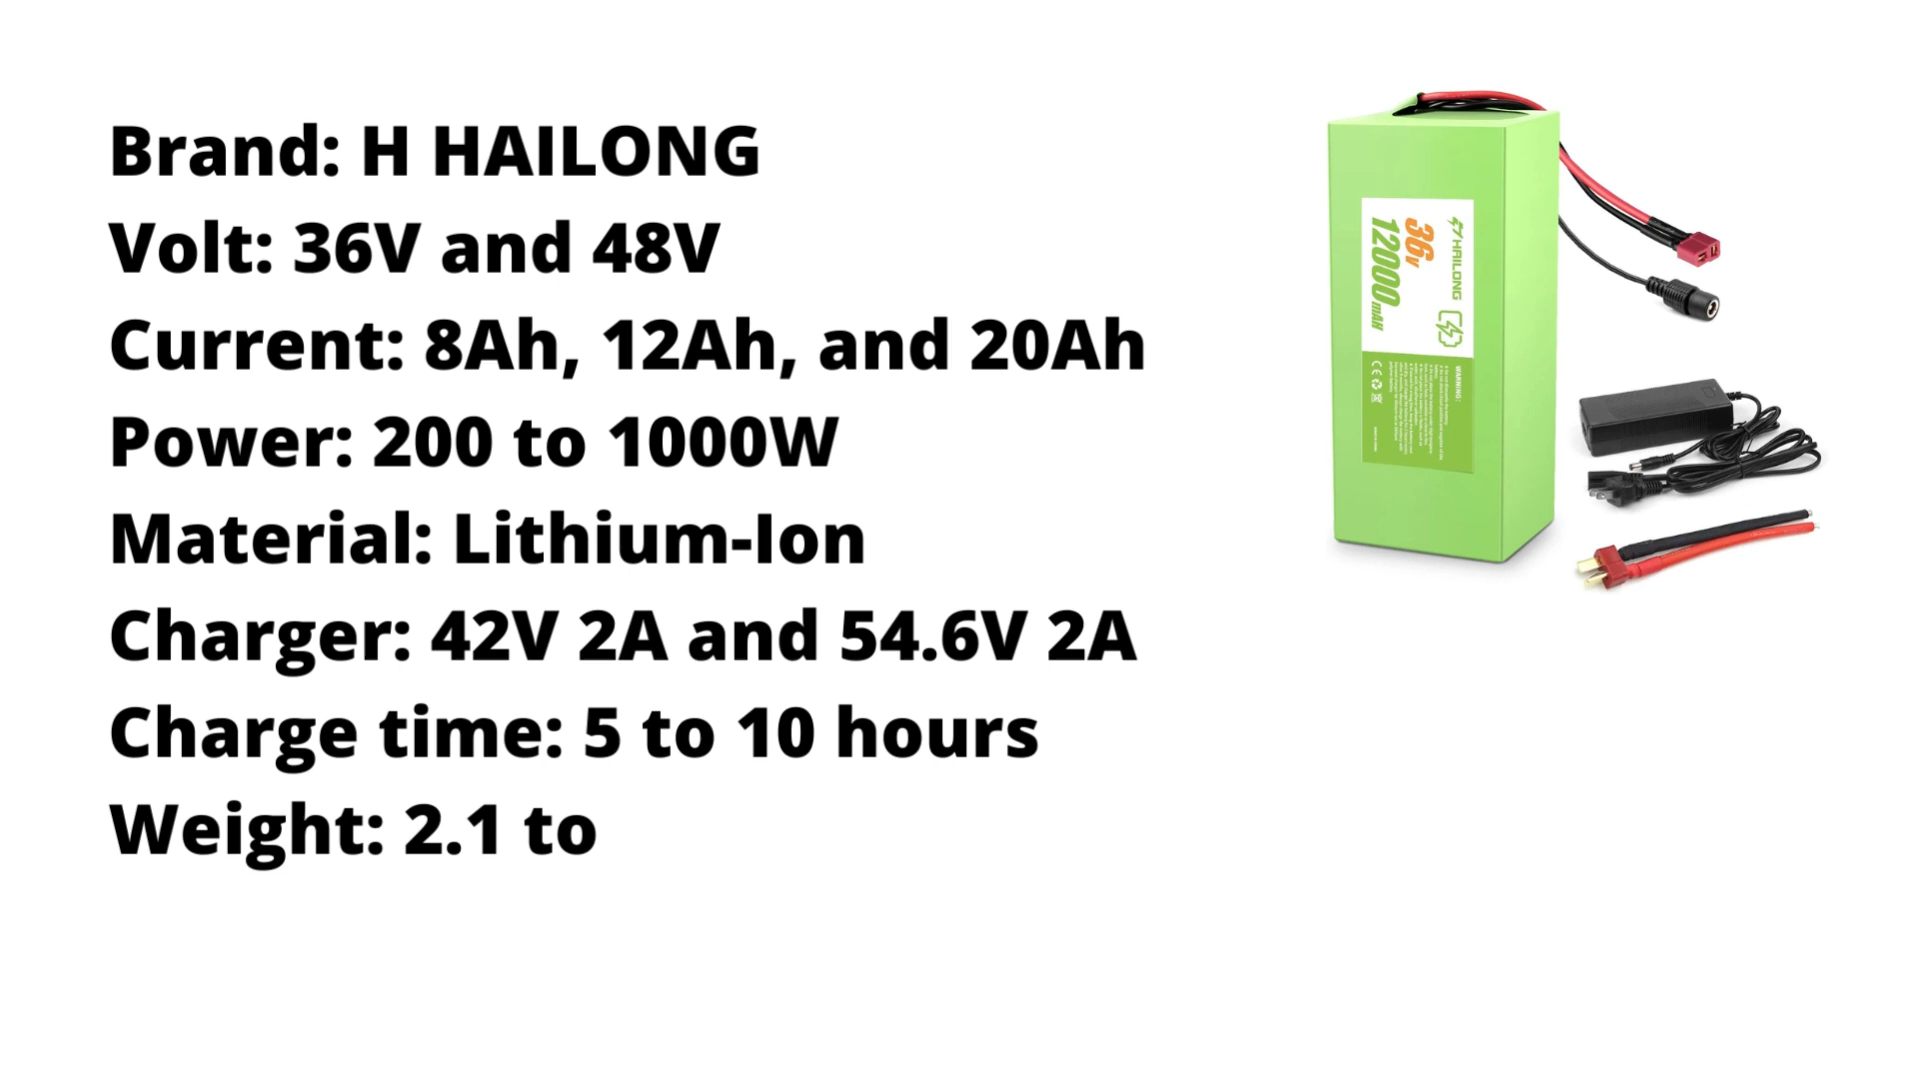 Brand: H HAILONG
Volt: 36V and 48V
Current: 8Ah, 12Ah, and 20Ah
Power: 200 to 1000W
Material: Lithium-Ion
Charger: 42V 2A and 54.6V 2A
Charge time: 5 to 10 hours
Weight: 2.1 to
HAILONG
36V
12000mAH
WARNING: